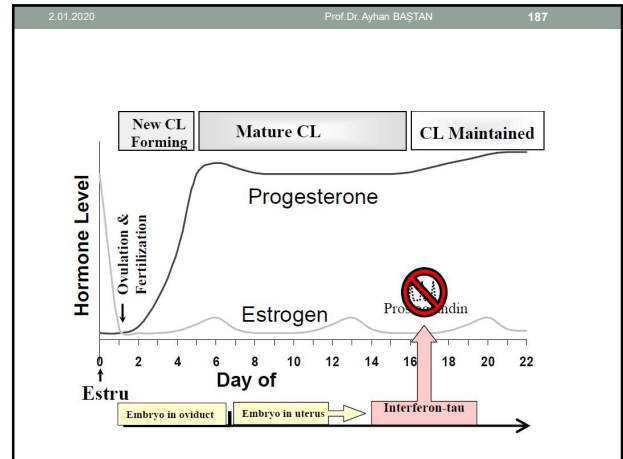 2.01.2020 Prof.Dr. Ayhan BAŞTAN 187
New CL
Forming
Mature CL
CL Maintained
Hormone Level
Ovulation &
Fertilization
Progesterone
Estrogen
0 2 4 6 8 10 12 14 16 18 20 22
Estru
Day of
Embryo in oviduct
Embryo in uterus
Interferon-tau